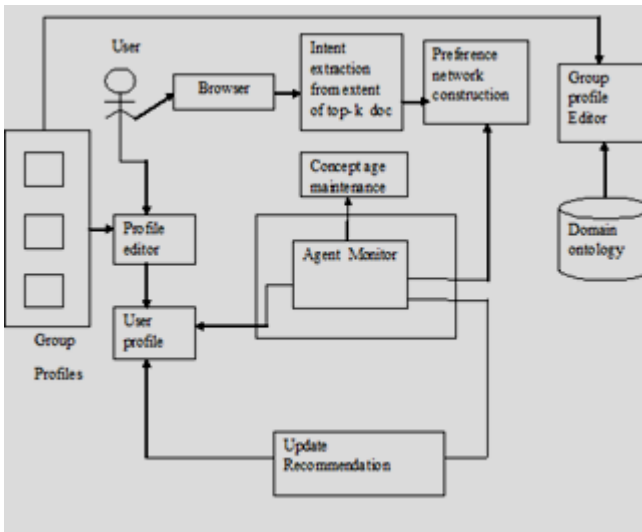 User
Browser
Intent
extraction
from extent
of top-k doc
Preference
network
construction
Group
profile
Editor
Concept age
maintenance
Profile
editor
Agent Monitor
Domain
ontology
User
profile
Group
Profiles
Update
Recommendation